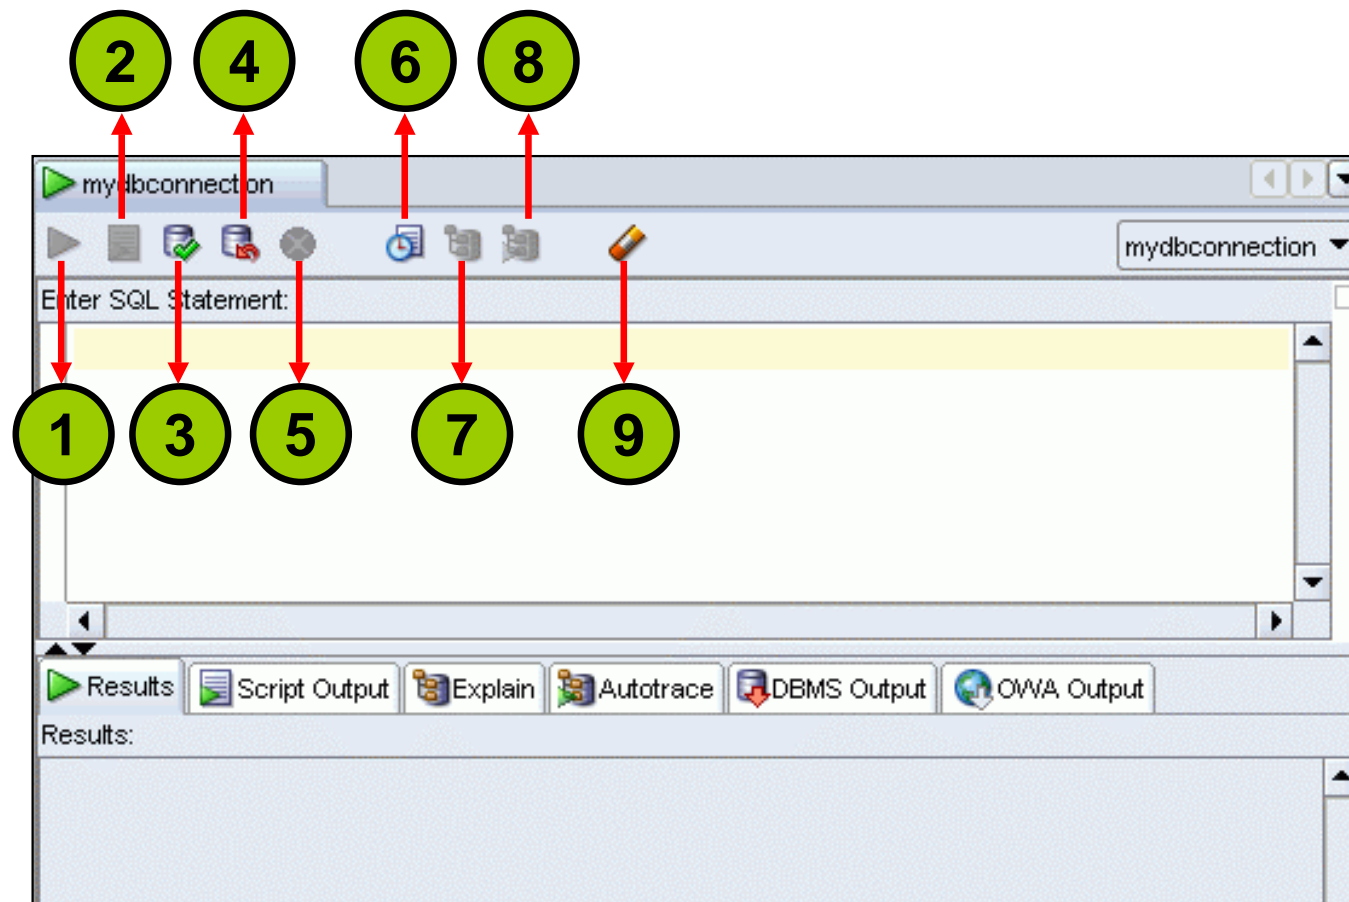 2 4 6 8
mydbconnection
mydbconnection
Enter SQL Statement:
1 3 5 7 9
Results Script Output Explain Autotrace DBMS Output OWA Output
Results: